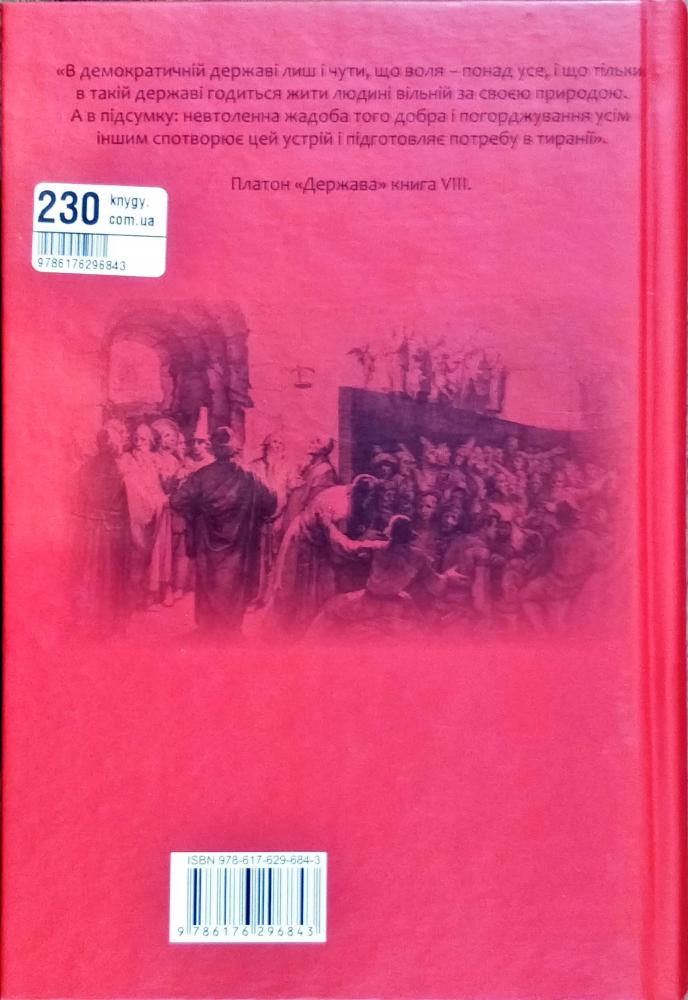 «В демократичній державі лиш і чути, що воля – понад усе, і що тільки
в такій державі годиться жити людині вільній за своєю природою.
А в підсумку: невтоленна жадоба того добра і погорджування усім
іншим спотворює цей устрій і підготовляє потребу в тиранії».
Платон «Держава» книга VIII.
230 knygy.
com.ua
9786176296843
ISBN 978-617-629-684-3
9 786176 296843